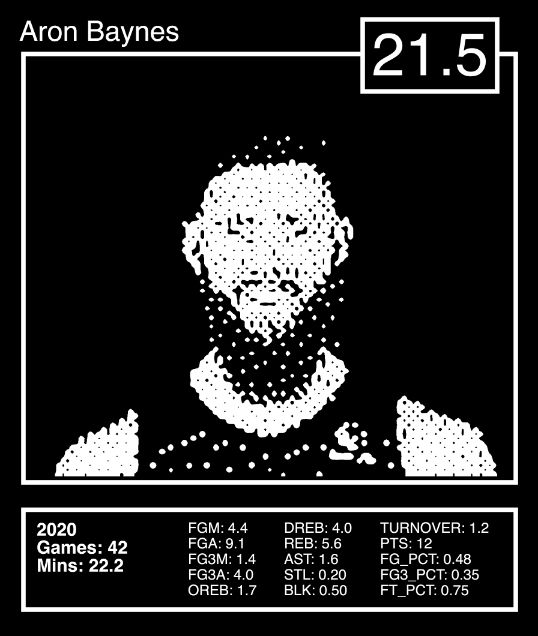 Aron Baynes
21.5
2020
Games: 42
Mins: 22.2
FGM: 4.4
FGA: 9.1
FG3M: 1.4
FG3A: 4.0
OREB: 1.7
DREB: 4.0
REB: 5.6
AST: 1.6
STL: 0.20
BLK: 0.50
TURNOVER: 1.2
PTS: 12
FG_PCT: 0.48
FG3_PCT: 0.35
FT_PCT: 0.75